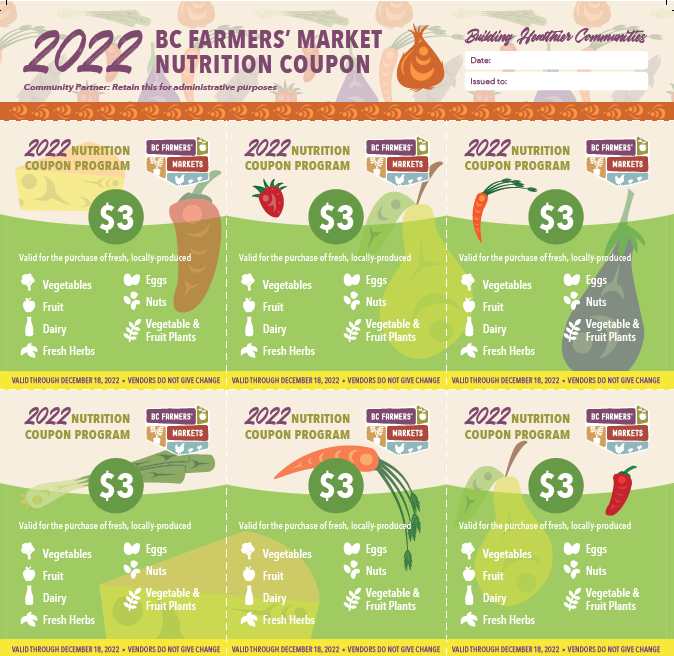 2022 BC FARMERS' MARKET
NUTRITION COUPON
Community Partner: Retain this for administrative purposes
Building Healthier Communities
Date:
Issued to:
2022 NUTRITION
COUPON PROGRAM
BC FARMERS'
MARKETS
$3
Valid for the purchase of fresh, locally-produced
Vegetables
Fruit
Dairy
Fresh Herbs
Eggs
Nuts
Vegetable &
Fruit Plants
VALID THROUGH DECEMBER 18, 2022 • VENDORS DO NOT GIVE CHANGE
2022 NUTRITION
COUPON PROGRAM
BC FARMERS'
MARKETS
$3
Valid for the purchase of fresh, locally-produced
Vegetables
Fruit
Dairy
Fresh Herbs
Eggs
Nuts
Vegetable &
Fruit Plants
VALID THROUGH DECEMBER 18, 2022 • VENDORS DO NOT GIVE CHANGE
2022 NUTRITION
COUPON PROGRAM
BC FARMERS'
MARKETS
$3
Valid for the purchase of fresh, locally-produced
Vegetables
Fruit
Dairy
Fresh Herbs
Eggs
Nuts
Vegetable &
Fruit Plants
VALID THROUGH DECEMBER 18, 2022 • VENDORS DO NOT GIVE CHANGE
2022 NUTRITION
COUPON PROGRAM
BC FARMERS'
MARKETS
$3
Valid for the purchase of fresh, locally-produced
Vegetables
Fruit
Dairy
Fresh Herbs
Eggs
Nuts
Vegetable &
Fruit Plants
VALID THROUGH DECEMBER 18, 2022 • VENDORS DO NOT GIVE CHANGE
2022 NUTRITION
COUPON PROGRAM
BC FARMERS'
MARKETS
$3
Valid for the purchase of fresh, locally-produced
Vegetables
Fruit
Dairy
Fresh Herbs
Eggs
Nuts
Vegetable &
Fruit Plants
VALID THROUGH DECEMBER 18, 2022 • VENDORS DO NOT GIVE CHANGE
2022 NUTRITION
COUPON PROGRAM
BC FARMERS'
MARKETS
$3
Valid for the purchase of fresh, locally-produced
Vegetables
Fruit
Dairy
Fresh Herbs
Eggs
Nuts
Vegetable &
Fruit Plants
VALID THROUGH DECEMBER 18, 2022 • VENDORS DO NOT GIVE CHANGE